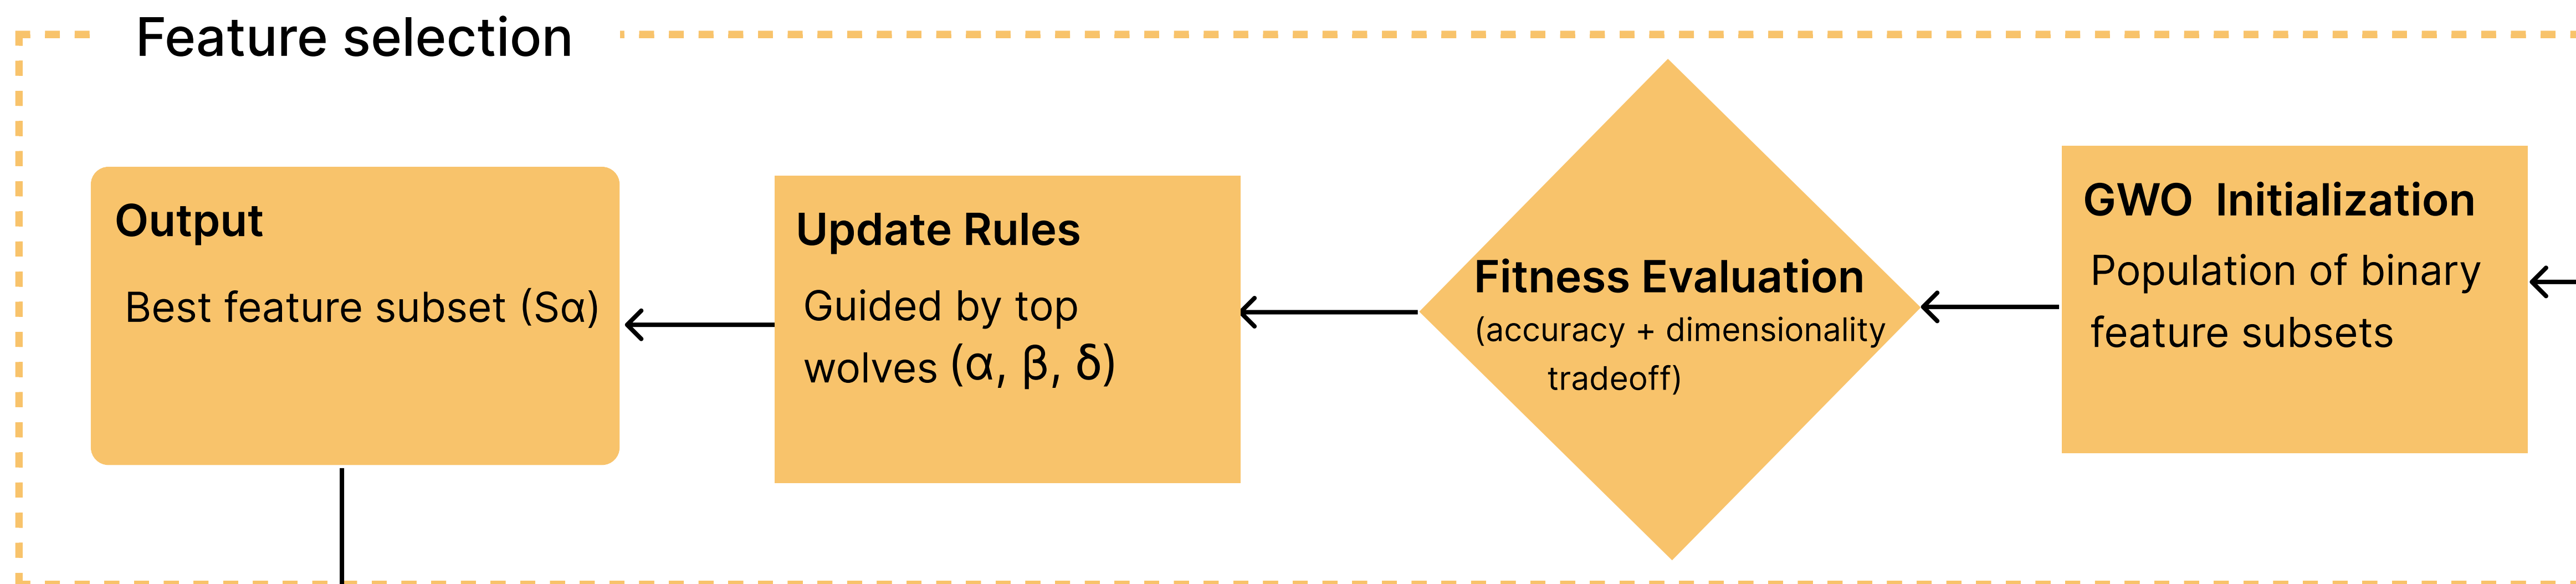 Feature selection
Output
Best feature subset (Sα)
Update Rules
Guided by top
wolves (α, β, δ)
Fitness Evaluation
(accuracy + dimensionality
tradeoff)
GWO Initialization
Population of binary
feature subsets